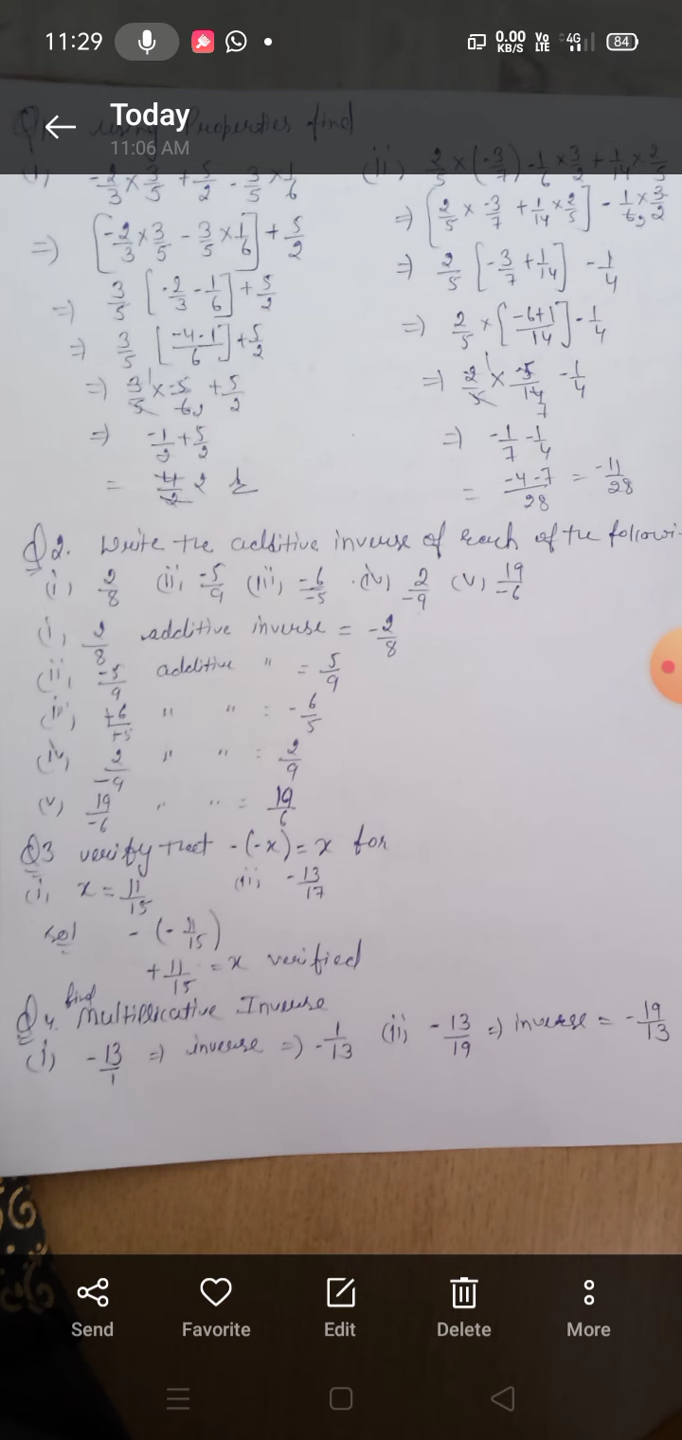 11:29 0.00 KB/S Vo LTE 4G 84
Today
11:06 AM
Q1. using Properties find
(i) -2/3 × 3/5 + 5/2 - 3/5 × 1/6
⇒ [-2/3 × 3/5 - 3/5 × 1/6] + 5/2
⇒ 3/5 [-2/3 - 1/6] + 5/2
⇒ 3/5 [-4-1/6] + 5/2
⇒ 3/5 × -5/6 + 5/2
⇒ -1/2 + 5/2
= 4/2 = 2
(ii) 2/5 × (-3/7) - 1/6 × 3/2 + 1/14 × 2/5
⇒ [2/5 × -3/7 + 1/14 × 2/5] - 1/6 × 3/2
⇒ 2/5 [-3/7 + 1/14] - 1/4
⇒ 2/5 × [-6+1/14] - 1/4
⇒ 2/5 × -5/14 - 1/4
⇒ -1/7 - 1/4
= -4-7/28 = -11/28
Q2. Write the additive inverse of each of the followi-
(i) 2/8 (ii) -5/9 (iii) -6/-5 (iv) 2/-9 (v) 19/-6
(i) 2/8 additive inverse = -2/8
(ii) -5/9 additive " = 5/9
(iii) +6/+5 " " = -6/5
(iv) 2/-9 " " = 2/9
(v) 19/-6 " " = 19/6
Q3 verify that -(-x) = x for
(i) x = 11/15 (ii) -13/17
sol -(-11/15)
+11/15 = x verified
Q4. find Multiplicative Inverse
(i) -13/1 ⇒ inverse ⇒ -1/13 (ii) -13/19 ⇒ inverse = -19/13
Send Favorite Edit Delete More